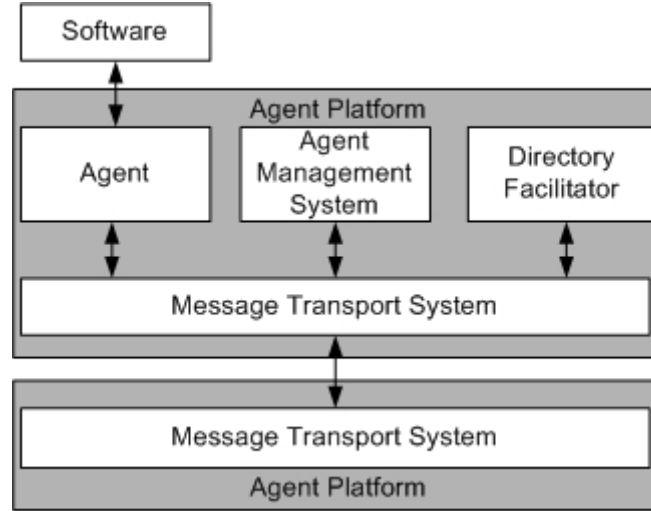 Software
Agent Platform
Agent
Agent
Management
System
Directory
Facilitator
Message Transport System
Message Transport System
Agent Platform